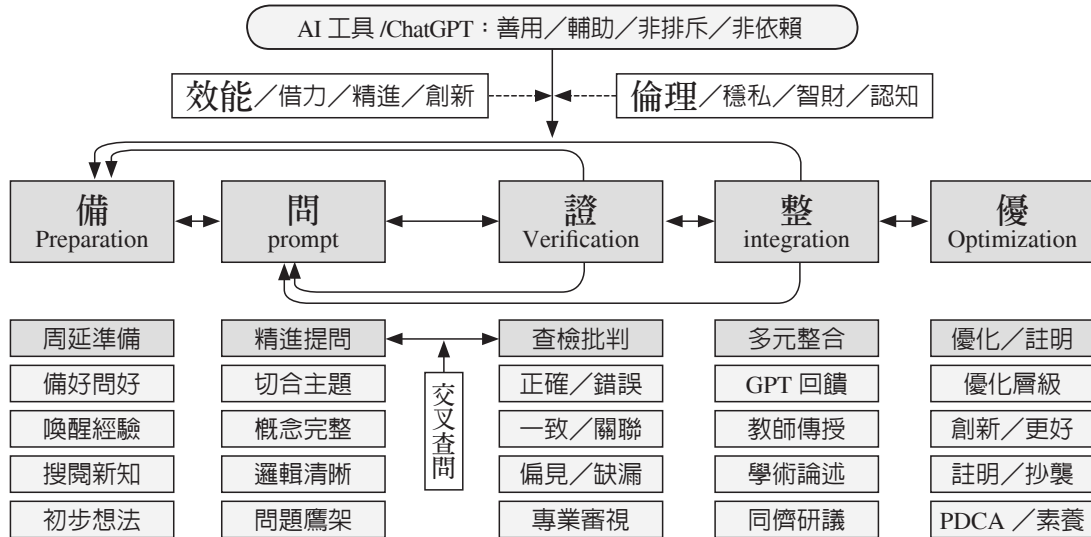 AI 工具 /ChatGPT：善用／輔助／非排斥／非依賴
效能／借力／精進／創新
倫理／穩私／智財／認知
備
Preparation
問
prompt
證
Verification
整
integration
優
Optimization
周延準備
備好問好
喚醒經驗
搜閱新知
初步想法
精進提問
切合主題
概念完整
邏輯清晰
問題鷹架
交叉查問
查檢批判
正確／錯誤
一致／關聯
偏見／缺漏
專業審視
多元整合
GPT 回饋
教師傳授
學術論述
同儕研議
優化／註明
優化層級
創新／更好
註明／抄襲
PDCA ／素養